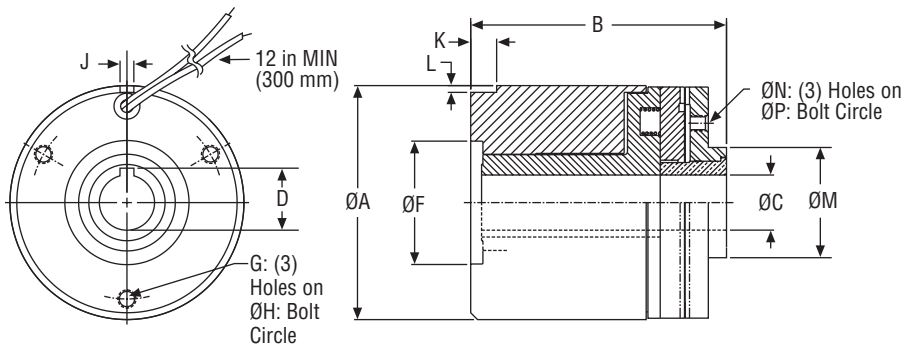 J
12 in MIN
(300 mm)
D
G: (3)
Holes on
ØH: Bolt
Circle
B
K
L
ØN: (3) Holes on
ØP: Bolt Circle
ØA
ØF
ØC
ØM